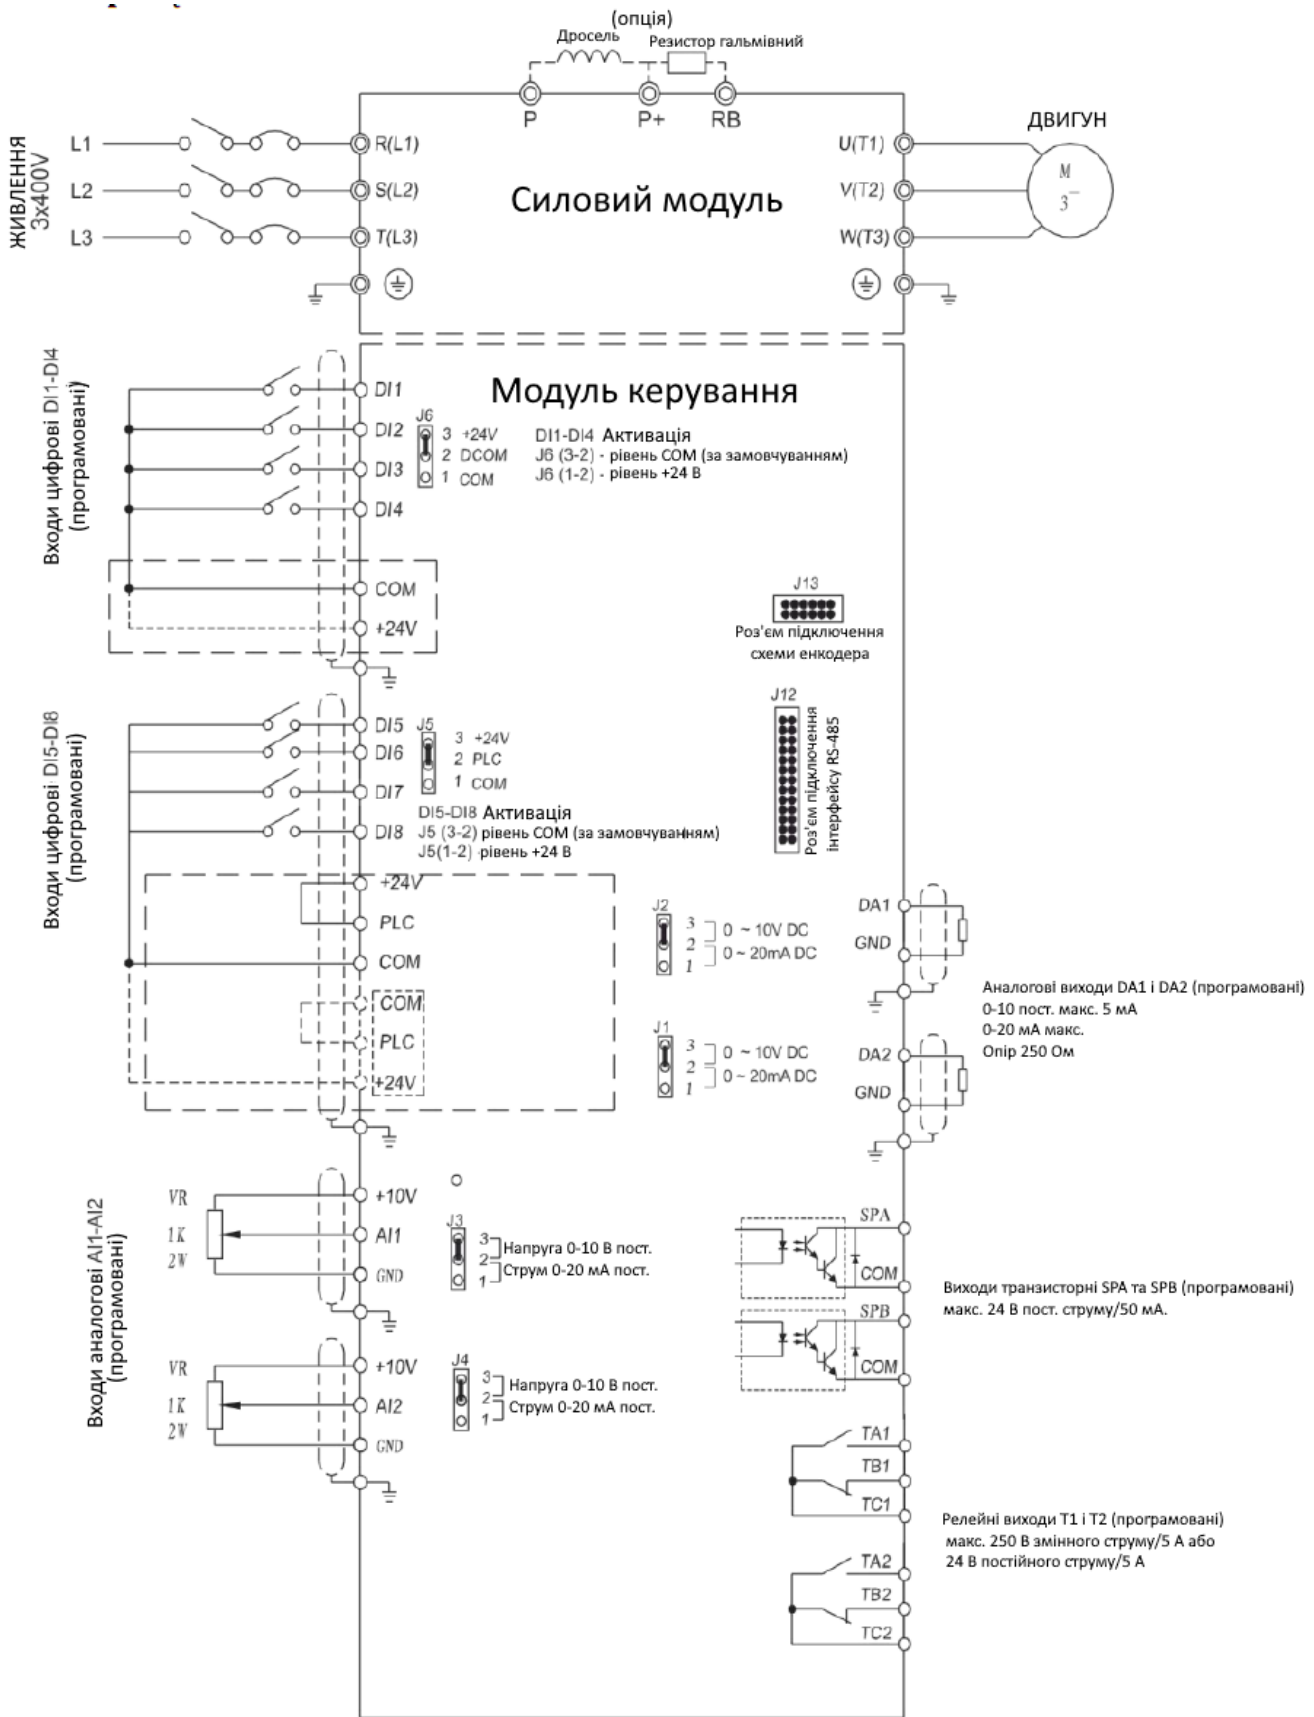 (опція)
Дросель
Резистор гальмівний
P
P+
RB
ЖИВЛЕННЯ
3x400V
L1
L2
L3
R(L1)
S(L2)
T(L3)
Силовий модуль
U(T1)
V(T2)
W(T3)
ДВИГУН
M
3
Входи цифрові DI1-DI4
(програмовані)
DI1
DI2
DI3
DI4
COM
+24V
Модуль керування
J6
3 +24V
2 DCOM
1 COM
DI1-DI4 Активація
J6 (3-2) - рівень COM (за замовчуванням)
J6 (1-2) - рівень +24 В
J13
Роз'єм підключення
схеми енкодера
J12
Роз'єм підключення
інтерфейсу RS-485
Входи цифрові DI5-DI8
(програмовані)
DI5
DI6
DI7
DI8
J5
3 +24V
2 PLC
1 COM
DI5-DI8 Активація
J5 (3-2) рівень COM (за замовчуванням)
J5(1-2) -рівень +24 В
+24V
PLC
COM
COM
PLC
+24V
J2
3
2
1
0 ~ 10V DC
0 ~ 20mA DC
DA1
GND
J1
3
2
1
0 ~ 10V DC
0 ~ 20mA DC
DA2
GND
Аналогові виходи DA1 і DA2 (програмовані)
0-10 пост. макс. 5 мА
0-20 мА макс.
Опір 250 Ом
Входи аналогові AI1-AI2
(програмовані)
VR
1K
2W
+10V
AI1
GND
J3
3
2
1
Напруга 0-10 В пост.
Струм 0-20 мА пост.
VR
1K
2W
+10V
AI2
GND
J4
3
2
1
Напруга 0-10 В пост.
Струм 0-20 мА пост.
SPA
COM
SPB
COM
Виходи транзисторні SPA та SPB (програмовані)
макс. 24 В пост. струму/50 мА.
TA1
TB1
TC1
TA2
TB2
TC2
Релейні виходи T1 і T2 (програмовані)
макс. 250 В змінного струму/5 А або
24 В постійного струму/5 А